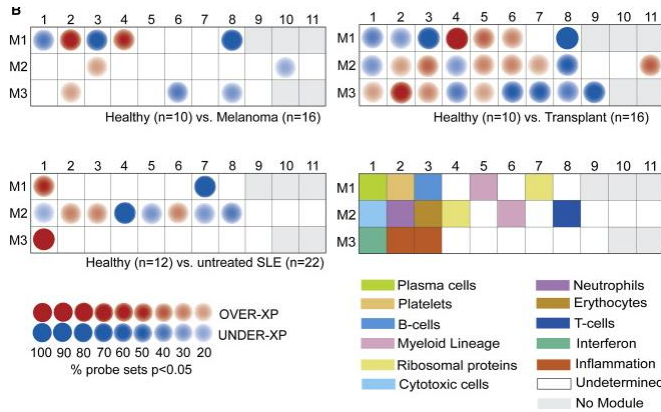 B
1 2 3 4 5 6 7 8 9 10 11
M1
M2
M3
Healthy (n=10) vs. Melanoma (n=16)
1 2 3 4 5 6 7 8 9 10 11
M1
M2
M3
Healthy (n=10) vs. Transplant (n=16)
1 2 3 4 5 6 7 8 9 10 11
M1
M2
M3
Healthy (n=12) vs. untreated SLE (n=22)
1 2 3 4 5 6 7 8 9 10 11
M1
M2
M3
OVER-XP
UNDER-XP
100 90 80 70 60 50 40 30 20
% probe sets p<0.05
Plasma cells
Platelets
B-cells
Myeloid Lineage
Ribosomal proteins
Cytotoxic cells
Neutrophils
Erythocytes
T-cells
Interferon
Inflammation
Undetermined
No Module